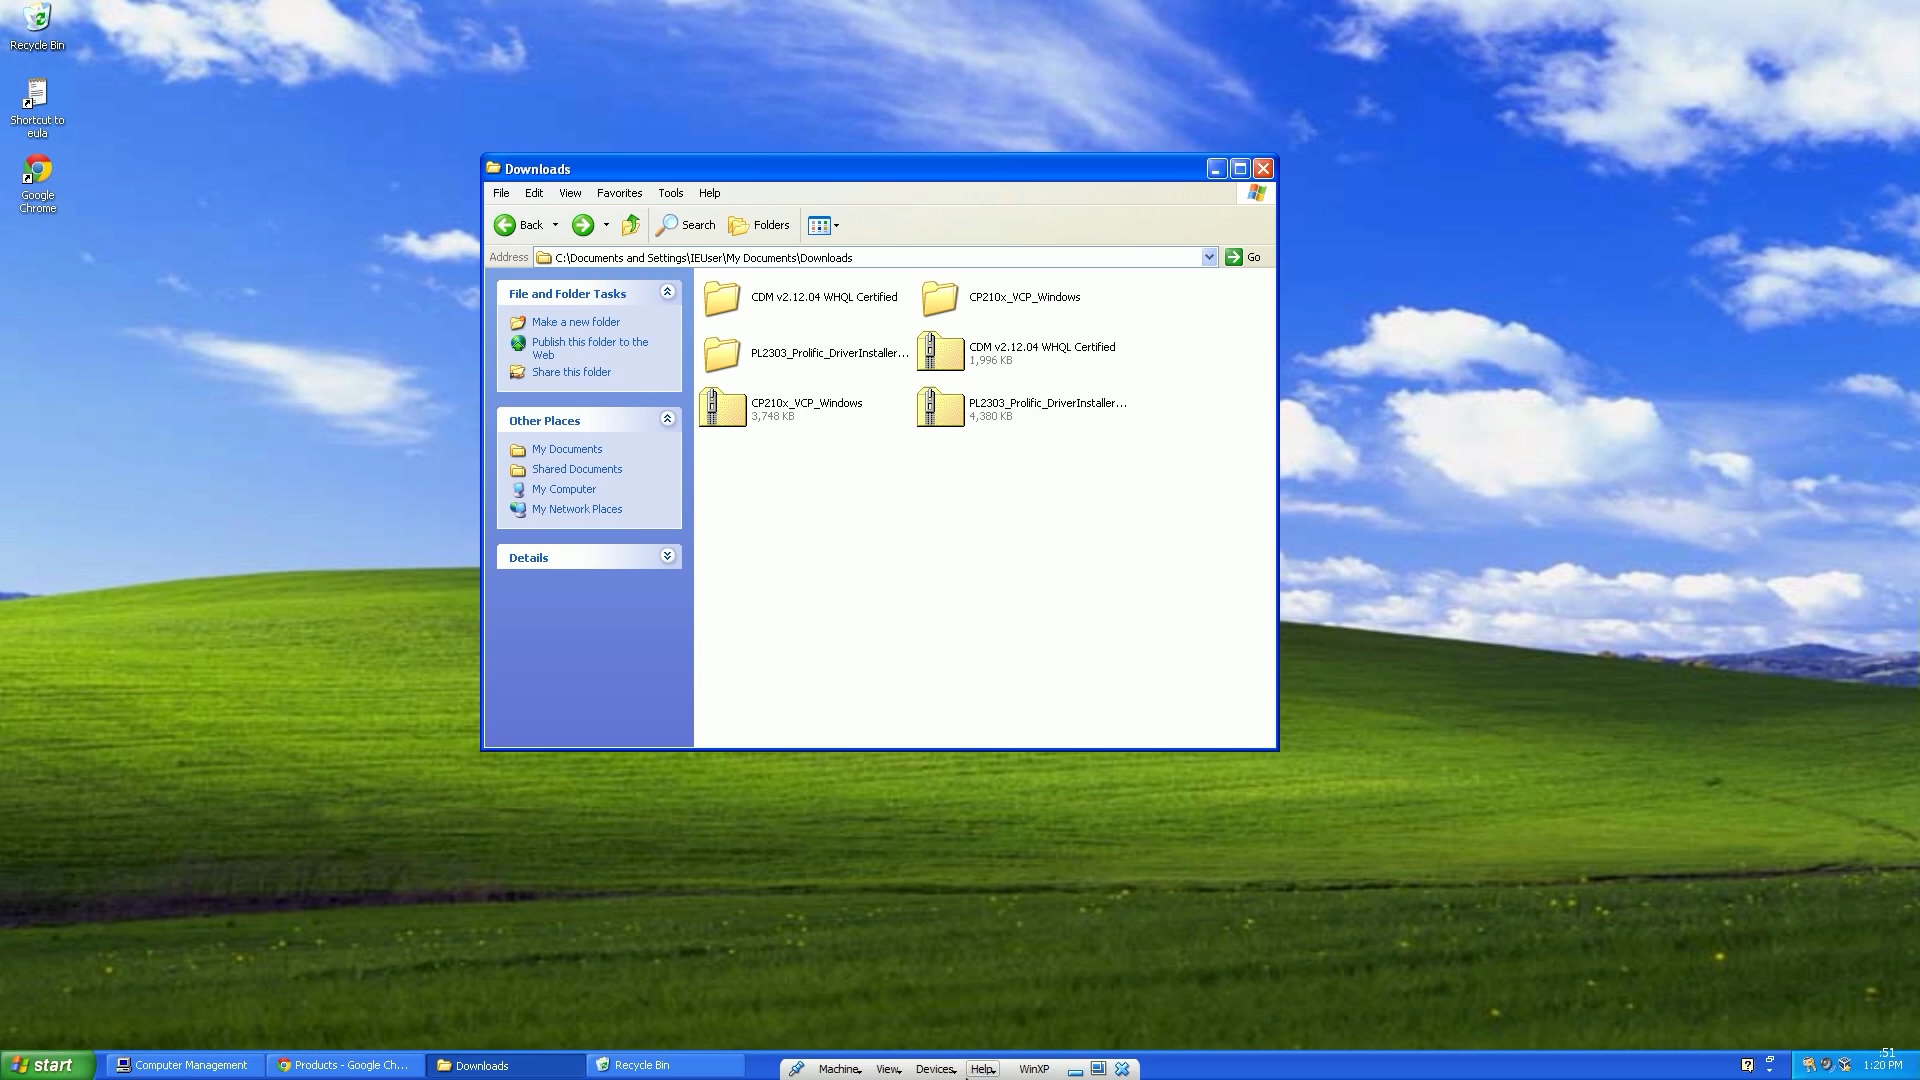 Recycle Bin
Shortcut to
eula
Google
Chrome
Downloads
File Edit View Favorites Tools Help
Back Search Folders
Address C:\Documents and Settings\IEUser\My Documents\Downloads Go
File and Folder Tasks
Make a new folder
Publish this folder to the
Web
Share this folder
Other Places
My Documents
Shared Documents
My Computer
My Network Places
Details
CDM v2.12.04 WHQL Certified
CP210x_VCP_Windows
PL2303_Prolific_DriverInstaller...
CDM v2.12.04 WHQL Certified
1,996 KB
CP210x_VCP_Windows
3,748 KB
PL2303_Prolific_DriverInstaller...
4,380 KB
start Computer Management Products - Google Ch... Downloads Recycle Bin
Machine View Devices Help WinXP
:51
1:20 PM